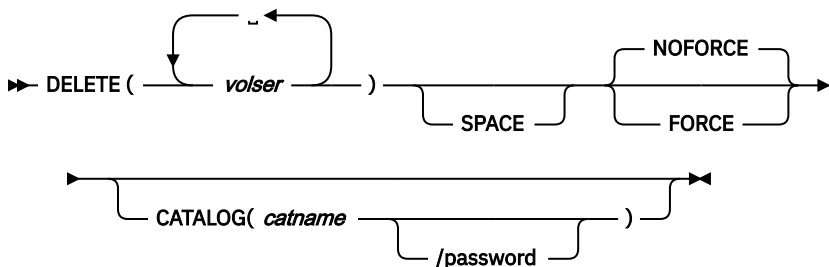 NOFORCE
DELETE ( volser )
SPACE
FORCE
CATALOG( catname )
/password